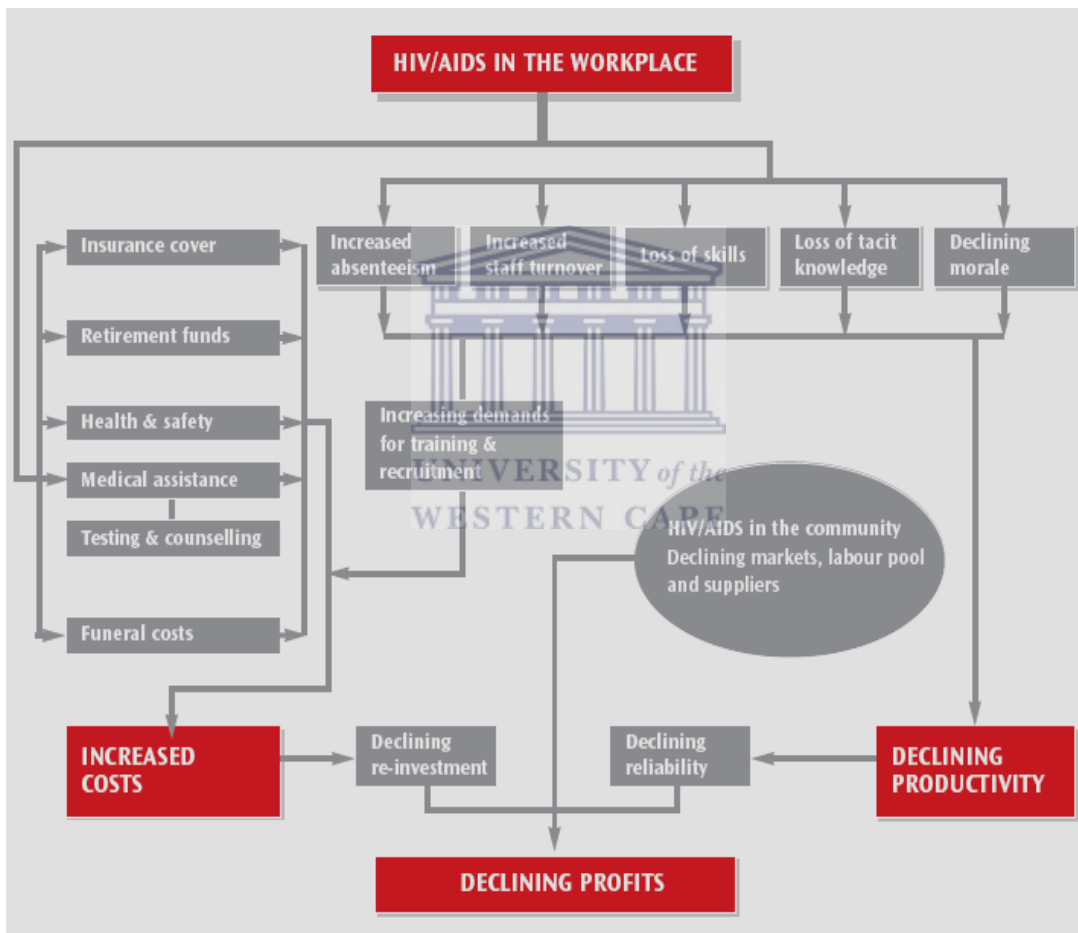 HIV/AIDS IN THE WORKPLACE
Insurance cover
Retirement funds
Health & safety
Medical assistance
Testing & counselling
Funeral costs
Increased
absenteeism
Increased
staff turnover
Loss of skills
Loss of tacit
knowledge
Declining
morale
Increasing demands
for training &
recruitment
UNIVERSITY of the
WESTERN CAPE
HIV/AIDS in the community
Declining markets, labour pool
and suppliers
INCREASED
COSTS
Declining
re-investment
Declining
reliability
DECLINING
PRODUCTIVITY
DECLINING PROFITS